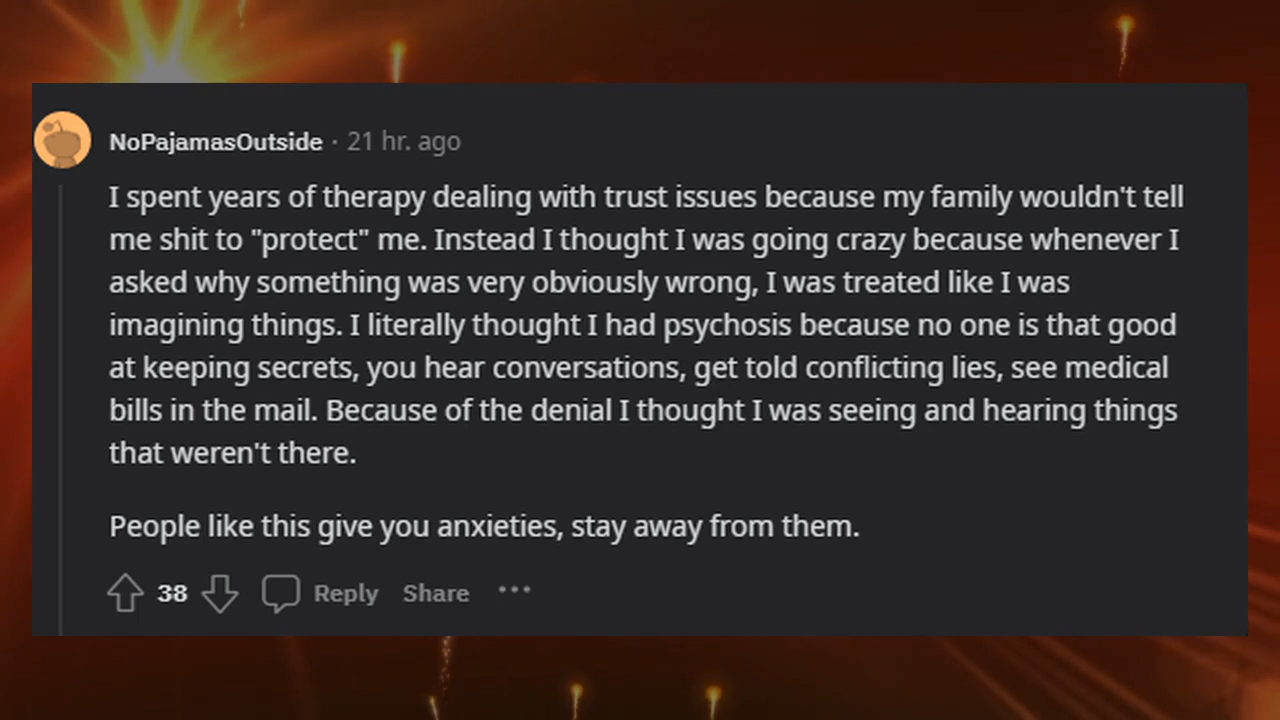 NoPajamasOutside · 21 hr. ago
I spent years of therapy dealing with trust issues because my family wouldn't tell
me shit to "protect" me. Instead I thought I was going crazy because whenever I
asked why something was very obviously wrong, I was treated like I was
imagining things. I literally thought I had psychosis because no one is that good
at keeping secrets, you hear conversations, get told conflicting lies, see medical
bills in the mail. Because of the denial I thought I was seeing and hearing things
that weren't there.
People like this give you anxieties, stay away from them.
38 Reply Share ···